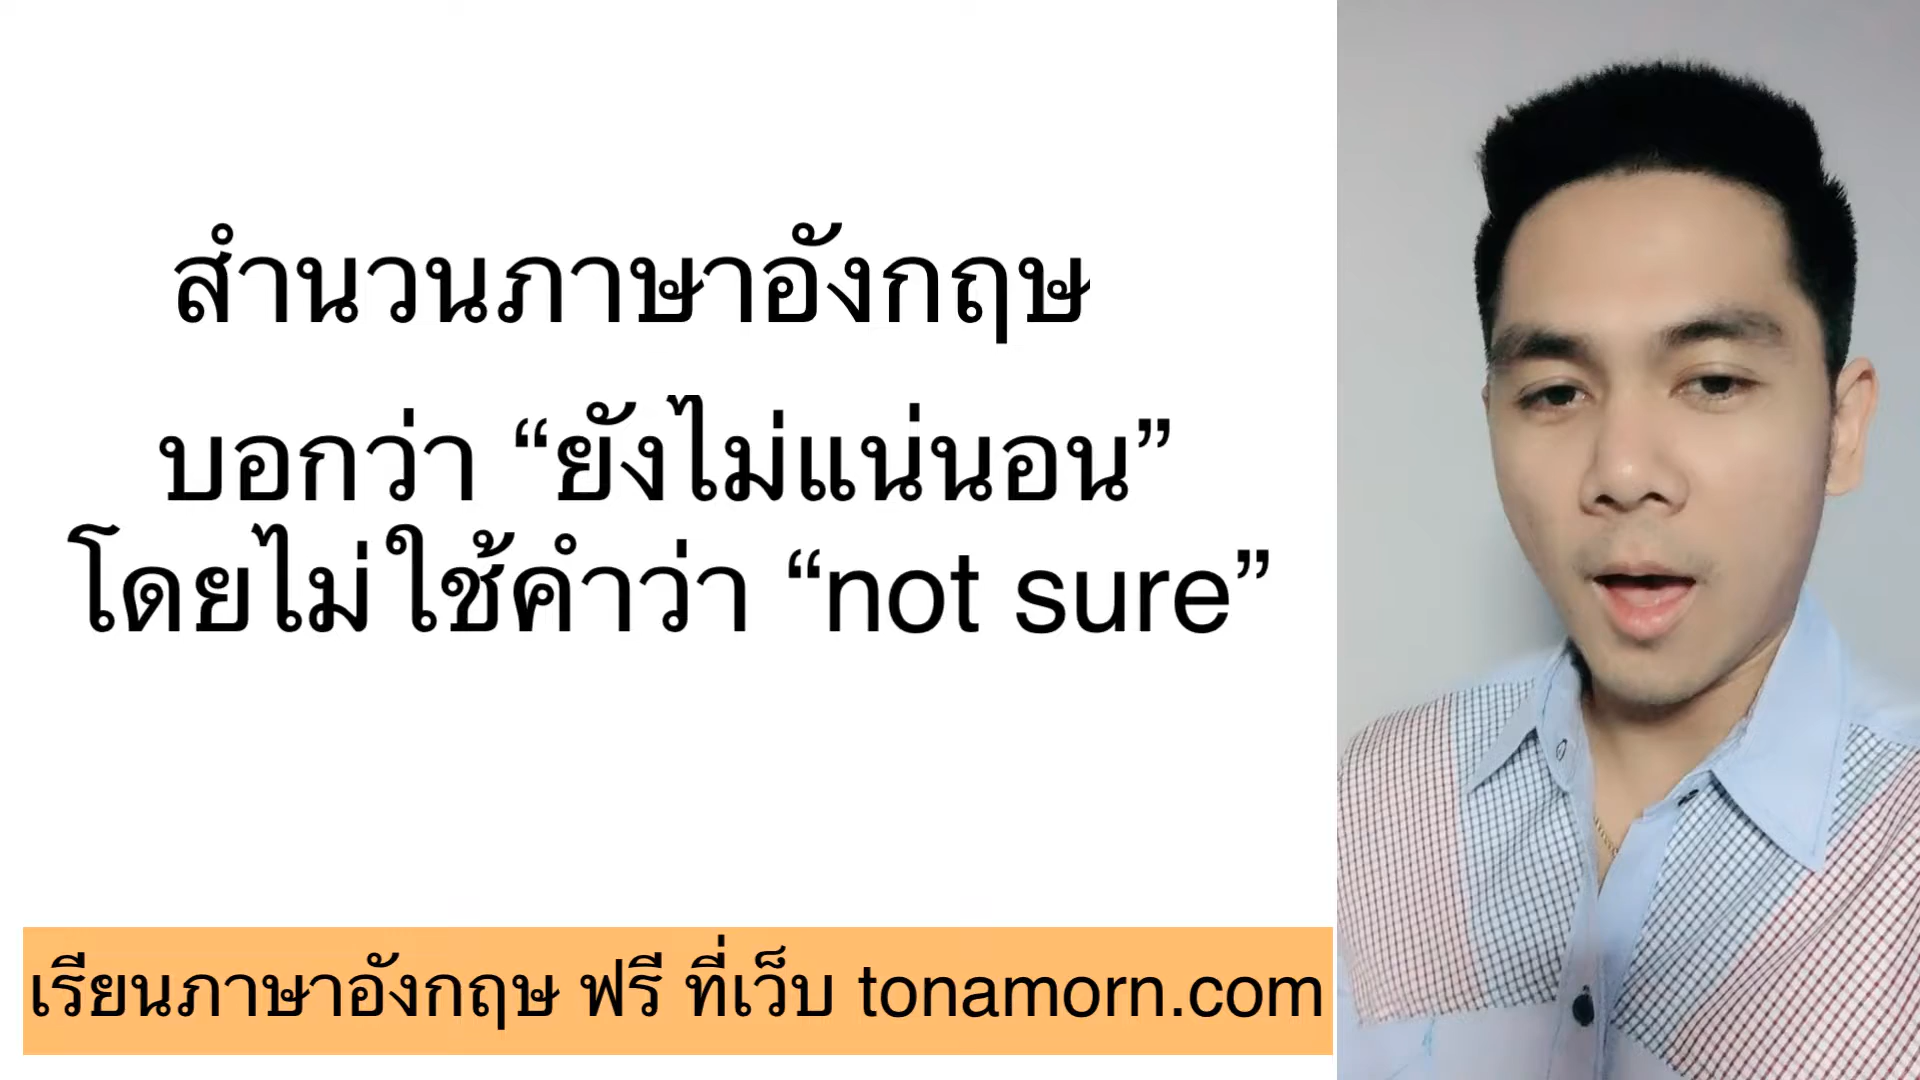 สำนวนภาษาอังกฤษ
บอกว่า “ยังไม่แน่นอน”
โดยไม่ใช้คำว่า “not sure”
เรียนภาษาอังกฤษ ฟรี ที่เว็บ tonamorn.com